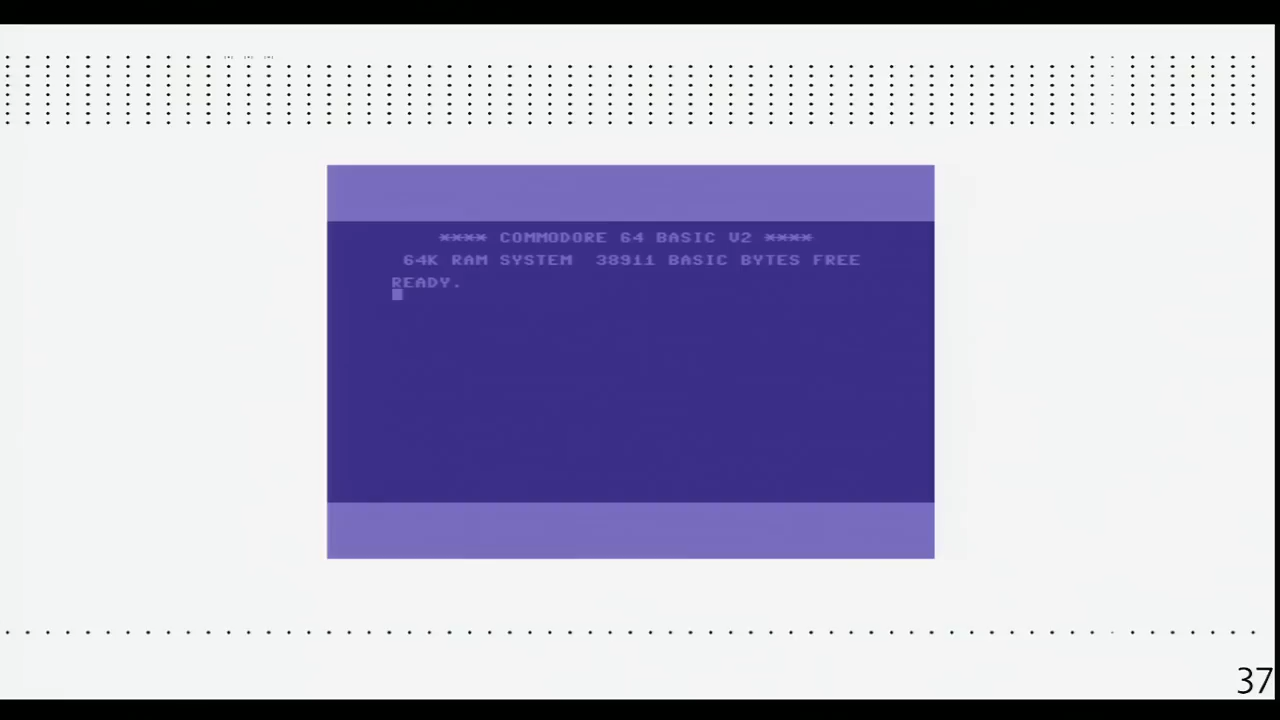 **** COMMODORE 64 BASIC V2 ****
64K RAM SYSTEM  38911 BASIC BYTES FREE
READY.
37